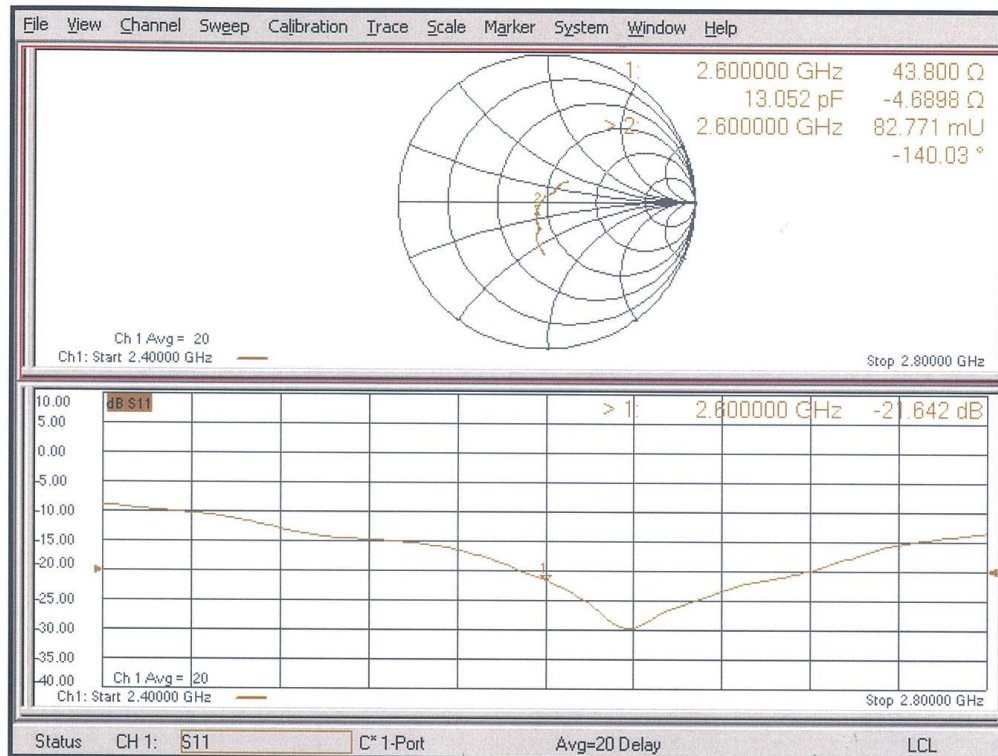 File View Channel Sweep Calibration Trace Scale Marker System Window Help
1: 2.600000 GHz 43.800 Ω
13.052 pF -4.6898 Ω
> 2: 2.600000 GHz 82.771 mU
-140.03 °
2
Ch 1 Avg = 20
Ch1: Start 2.40000 GHz Stop 2.80000 GHz
10.00 dB S11 > 1: 2.600000 GHz -21.642 dB
5.00
0.00
-5.00
-10.00
-15.00
-20.00
1
-25.00
-30.00
-35.00
-40.00 Ch 1 Avg = 20
Ch1: Start 2.40000 GHz Stop 2.80000 GHz
Status CH 1: S11 C* 1-Port Avg=20 Delay LCL